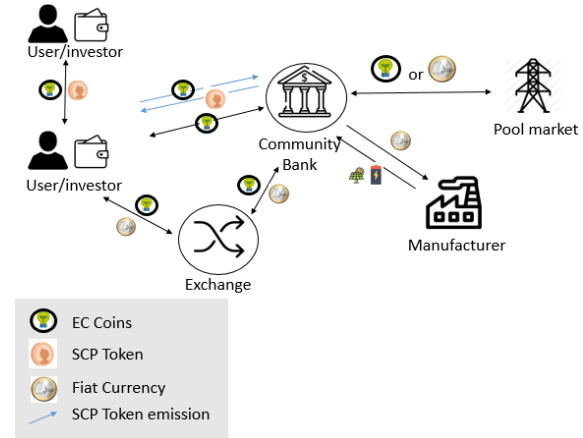 User/investor
or
Pool market
Community
Bank
User/investor
Manufacturer
Exchange
EC Coins
SCP Token
Fiat Currency
SCP Token emission